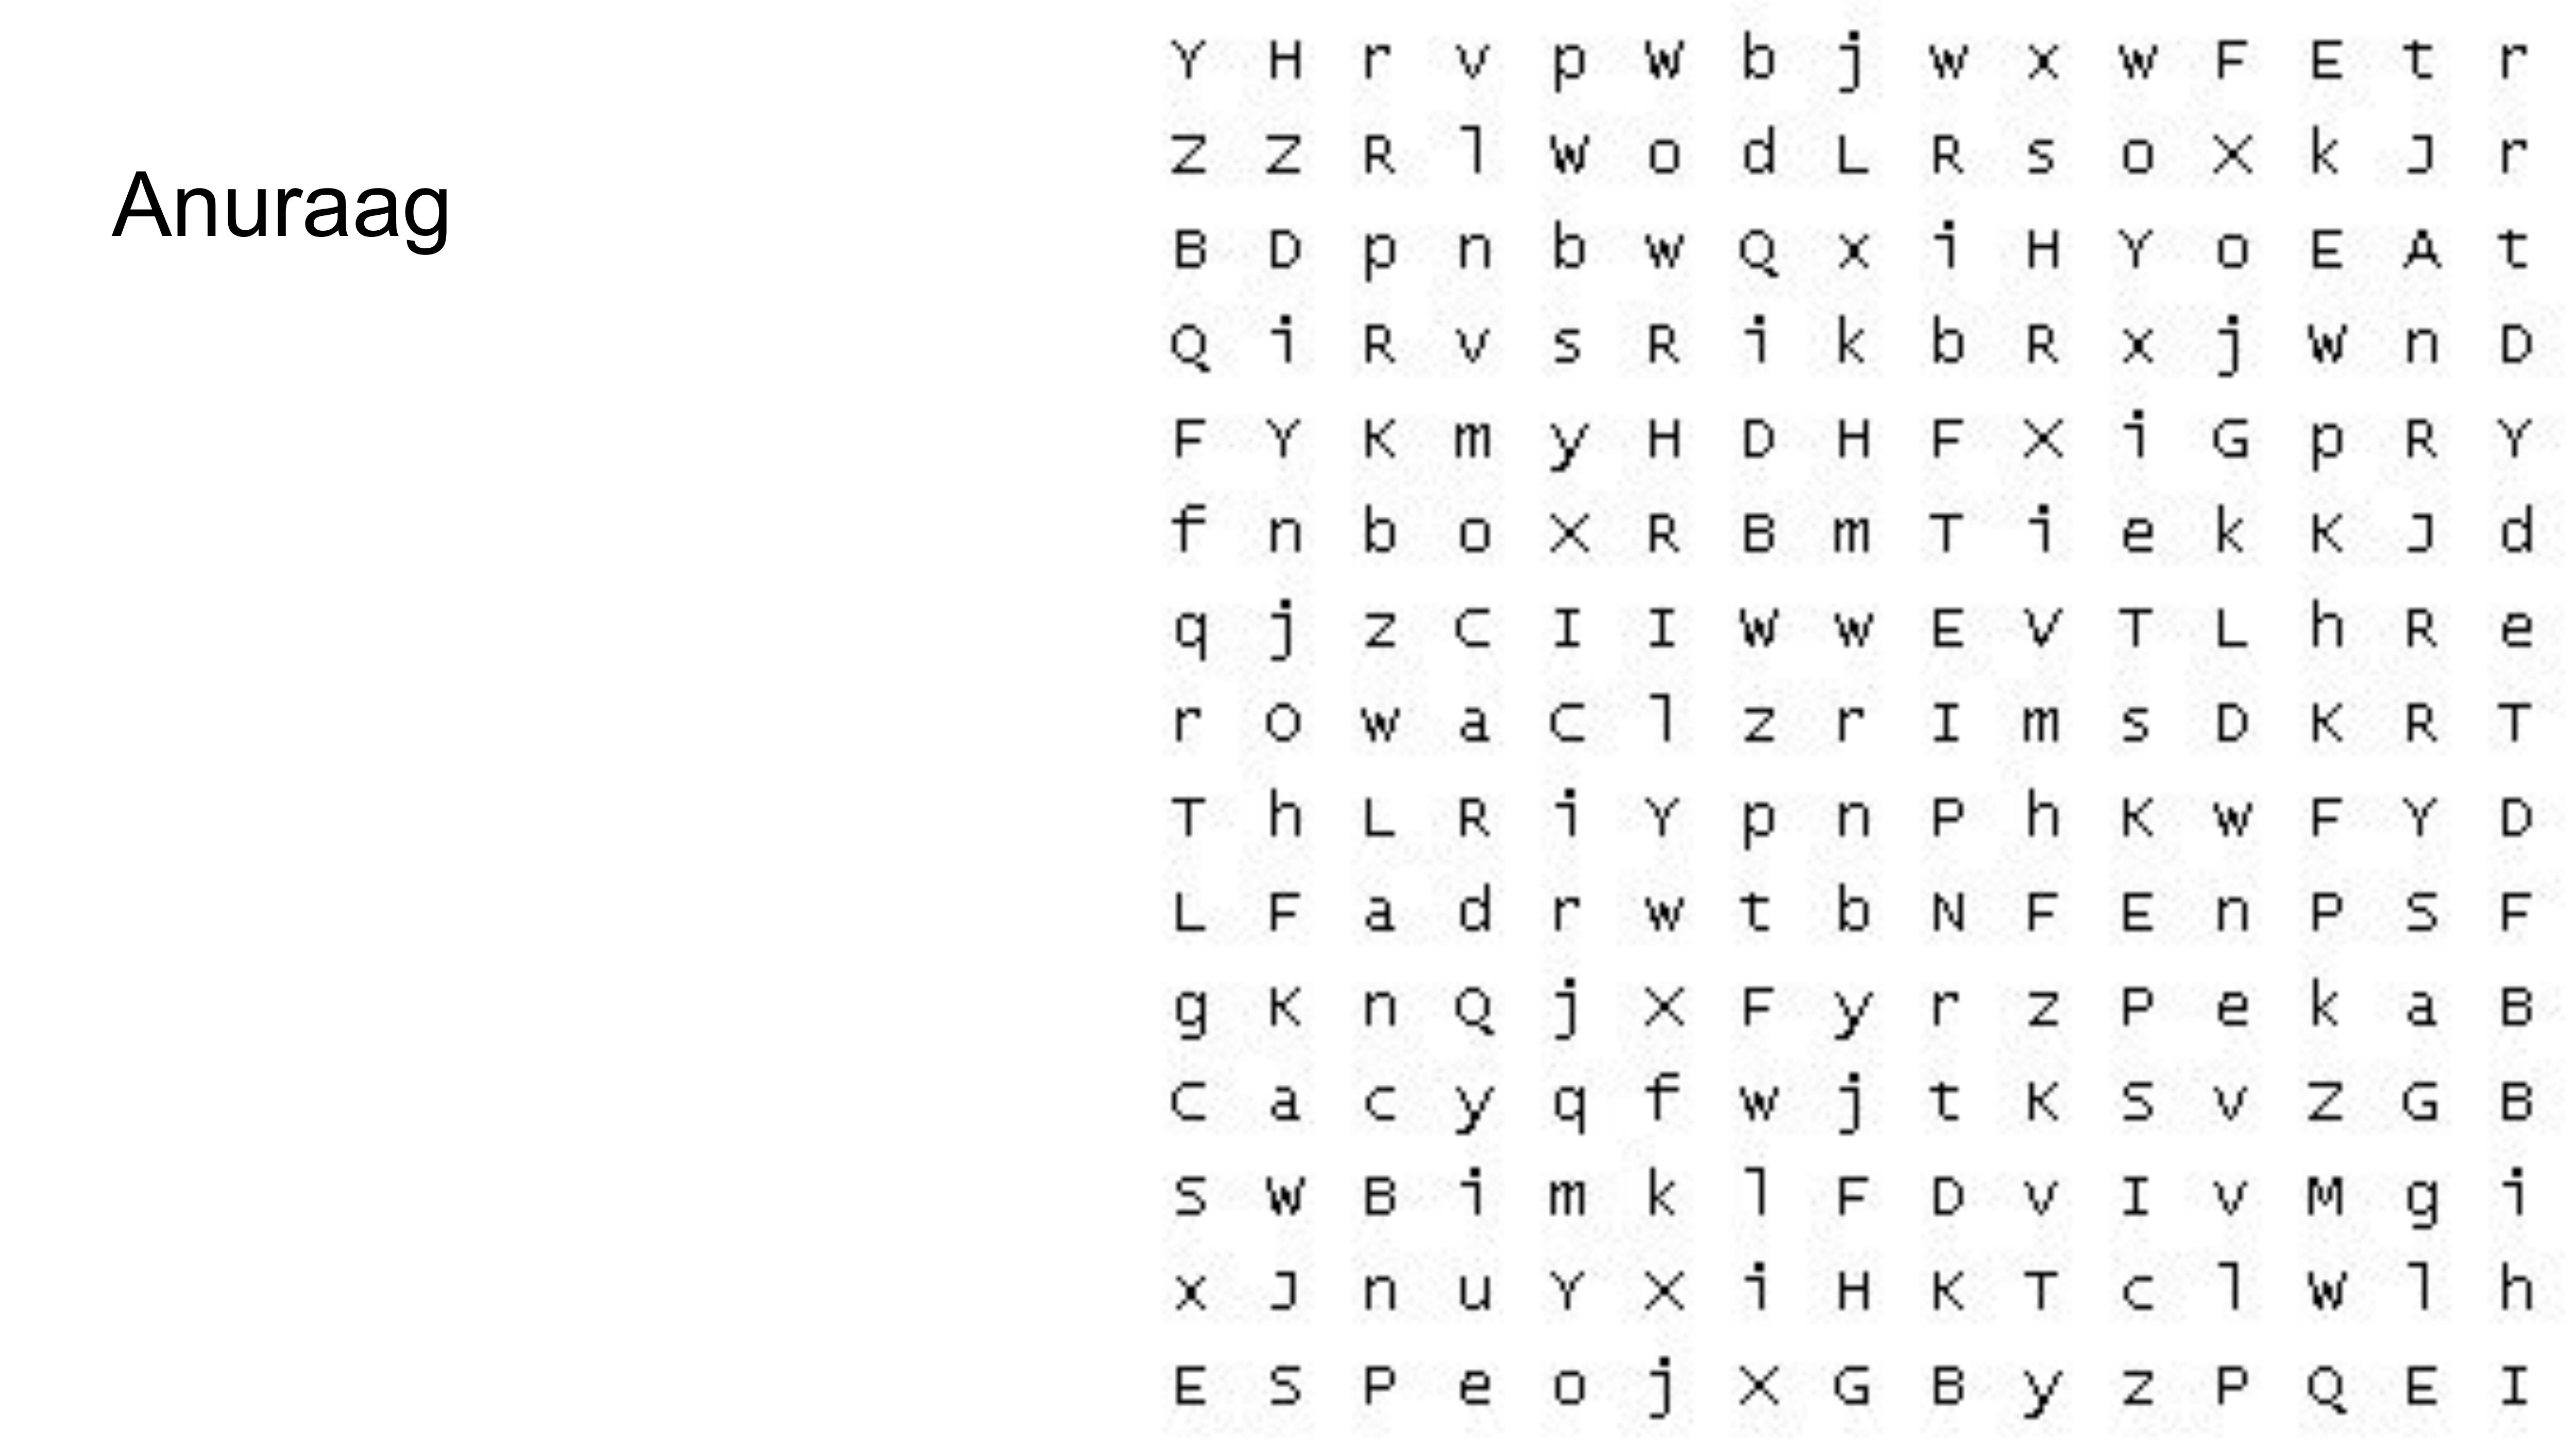 Anuraag
Y H r v p W b j w x w F E t r
Z Z R l W o d L R s o X k J r
B D p n b w Q x i H Y o E A t
Q i R v s R i k b R x j W n D
F Y K m y H D H F X i G p R Y
f n b o X R B m T i e k K J d
q j z C I I W w E V T L h R e
r O w a C l z r I m s D K R T
T h L R i Y p n P h K w F Y D
L F a d r w t b N F E n P S F
g K n Q j X F y r z P e k a B
C a c y q f w j t K S v Z G B
S W B i m k l F D v I v M g i
x J n u Y X i H K T c l W l h
E S P e o j X G B y z P Q E I